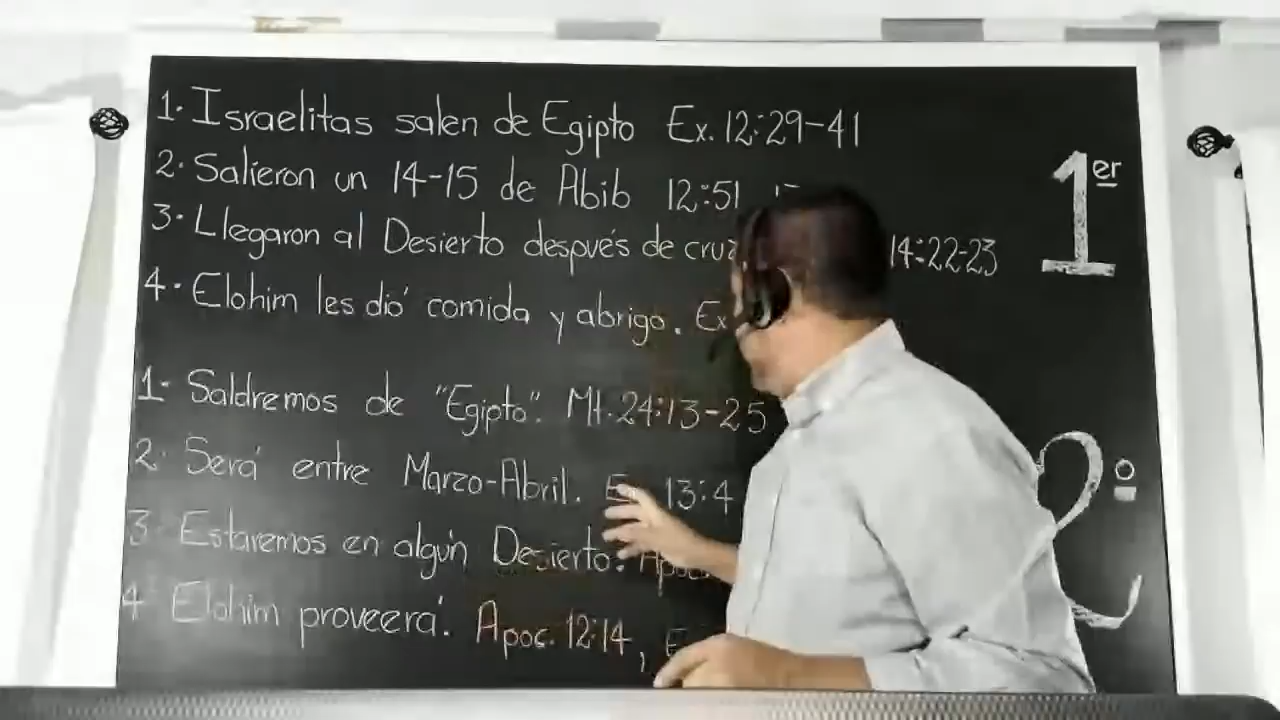 1. Israelitas salen de Egipto Ex. 12:29-41
2. Salieron un 14-15 de Abib 12:51
3. Llegaron al Desierto después de 14:22-23
4. Elohim les dió comida y abrigo. Ex
1er
1- Saldremos de "Egipto". Mt. 24:13-25
2. Será entre Marzo-Abril. 13:4
3. Estaremos en algún Desierto.
4 Elohim proveerá. Apoc. 12:14,
2º